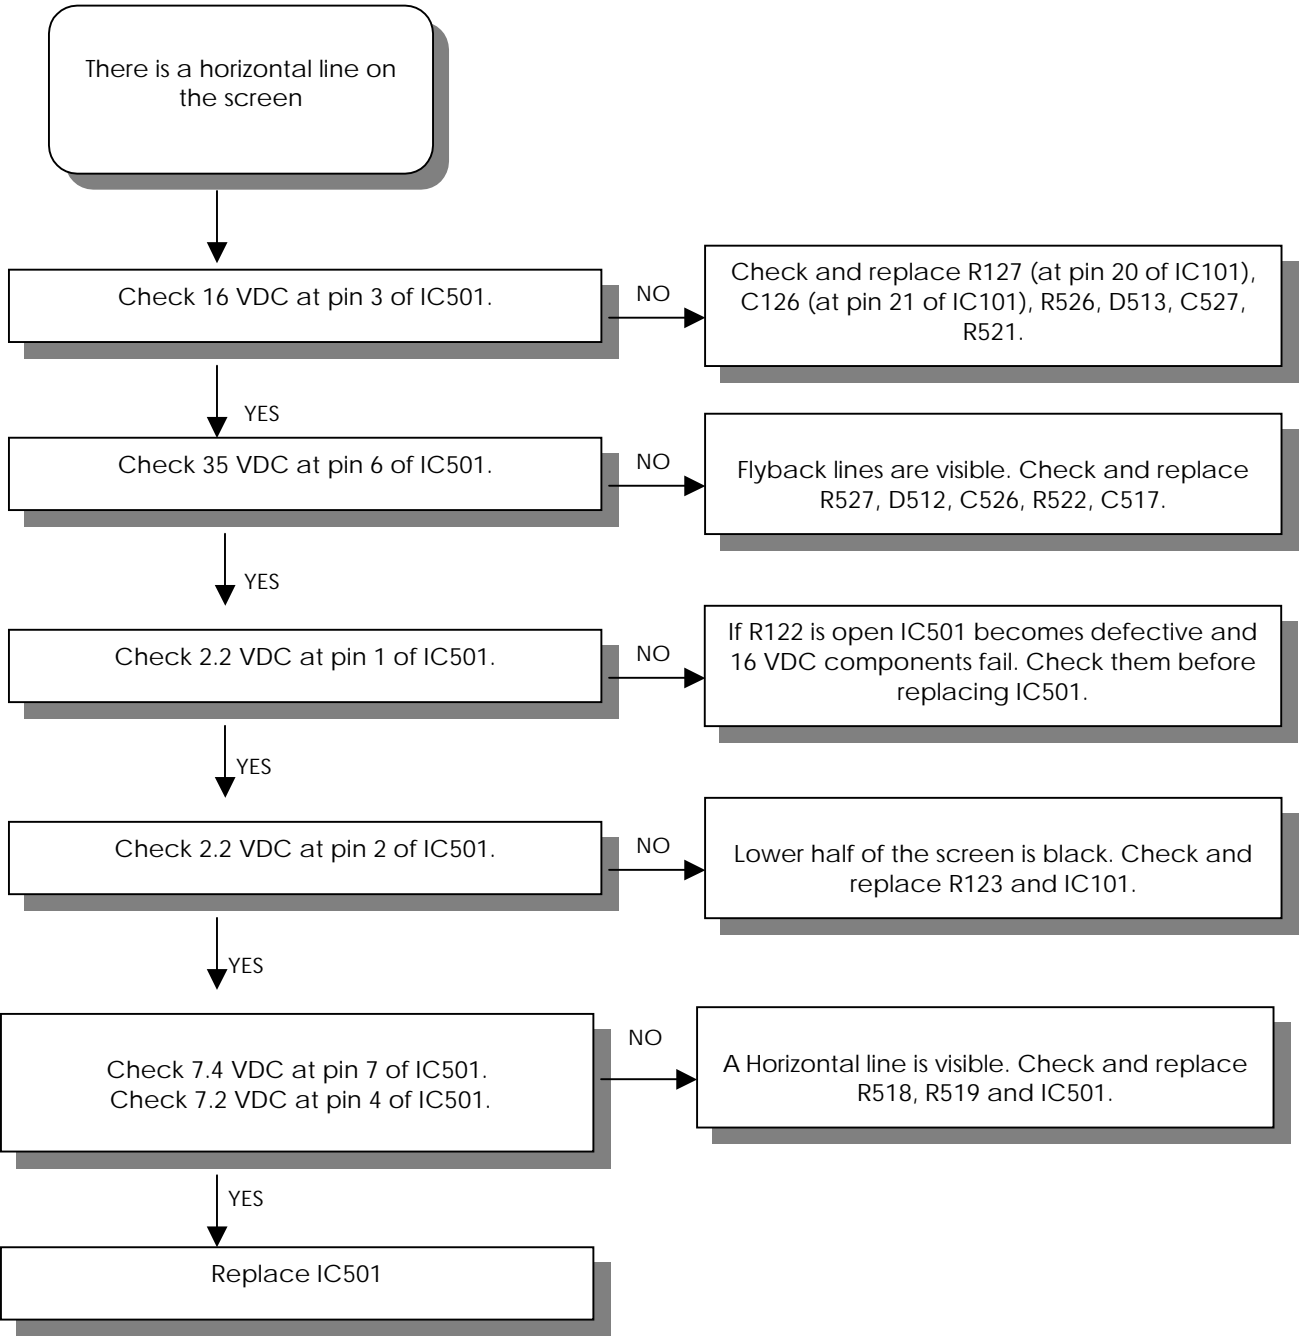 There is a horizontal line on
the screen
Check 16 VDC at pin 3 of IC501.
NO
Check and replace R127 (at pin 20 of IC101),
C126 (at pin 21 of IC101), R526, D513, C527,
R521.
YES
Check 35 VDC at pin 6 of IC501.
NO
Flyback lines are visible. Check and replace
R527, D512, C526, R522, C517.
YES
Check 2.2 VDC at pin 1 of IC501.
NO
If R122 is open IC501 becomes defective and
16 VDC components fail. Check them before
replacing IC501.
YES
Check 2.2 VDC at pin 2 of IC501.
NO
Lower half of the screen is black. Check and
replace R123 and IC101.
YES
Check 7.4 VDC at pin 7 of IC501.
Check 7.2 VDC at pin 4 of IC501.
NO
A Horizontal line is visible. Check and replace
R518, R519 and IC501.
YES
Replace IC501